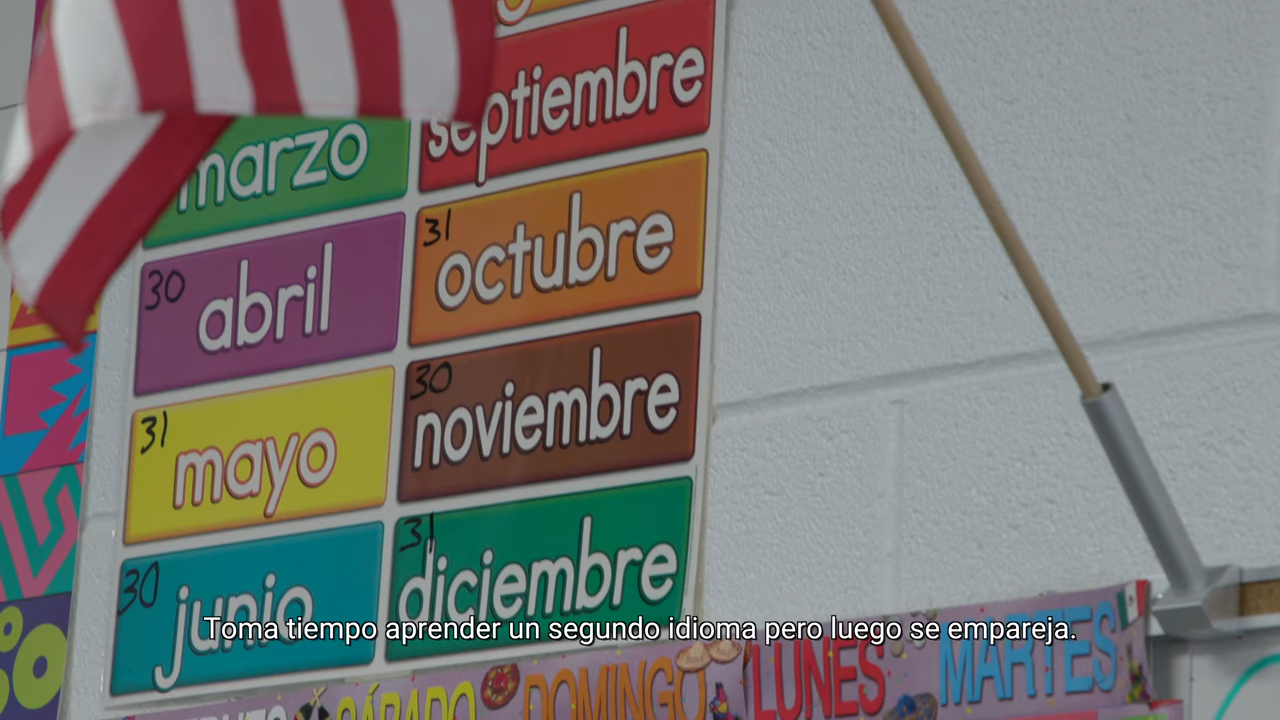 septiembre
marzo
31
octubre
30
abril
30
noviembre
31
mayo
31
diciembre
30
junio
Toma tiempo aprender un segundo idioma pero luego se empareja.
SÁBADO DOMINGO LUNES MARTES